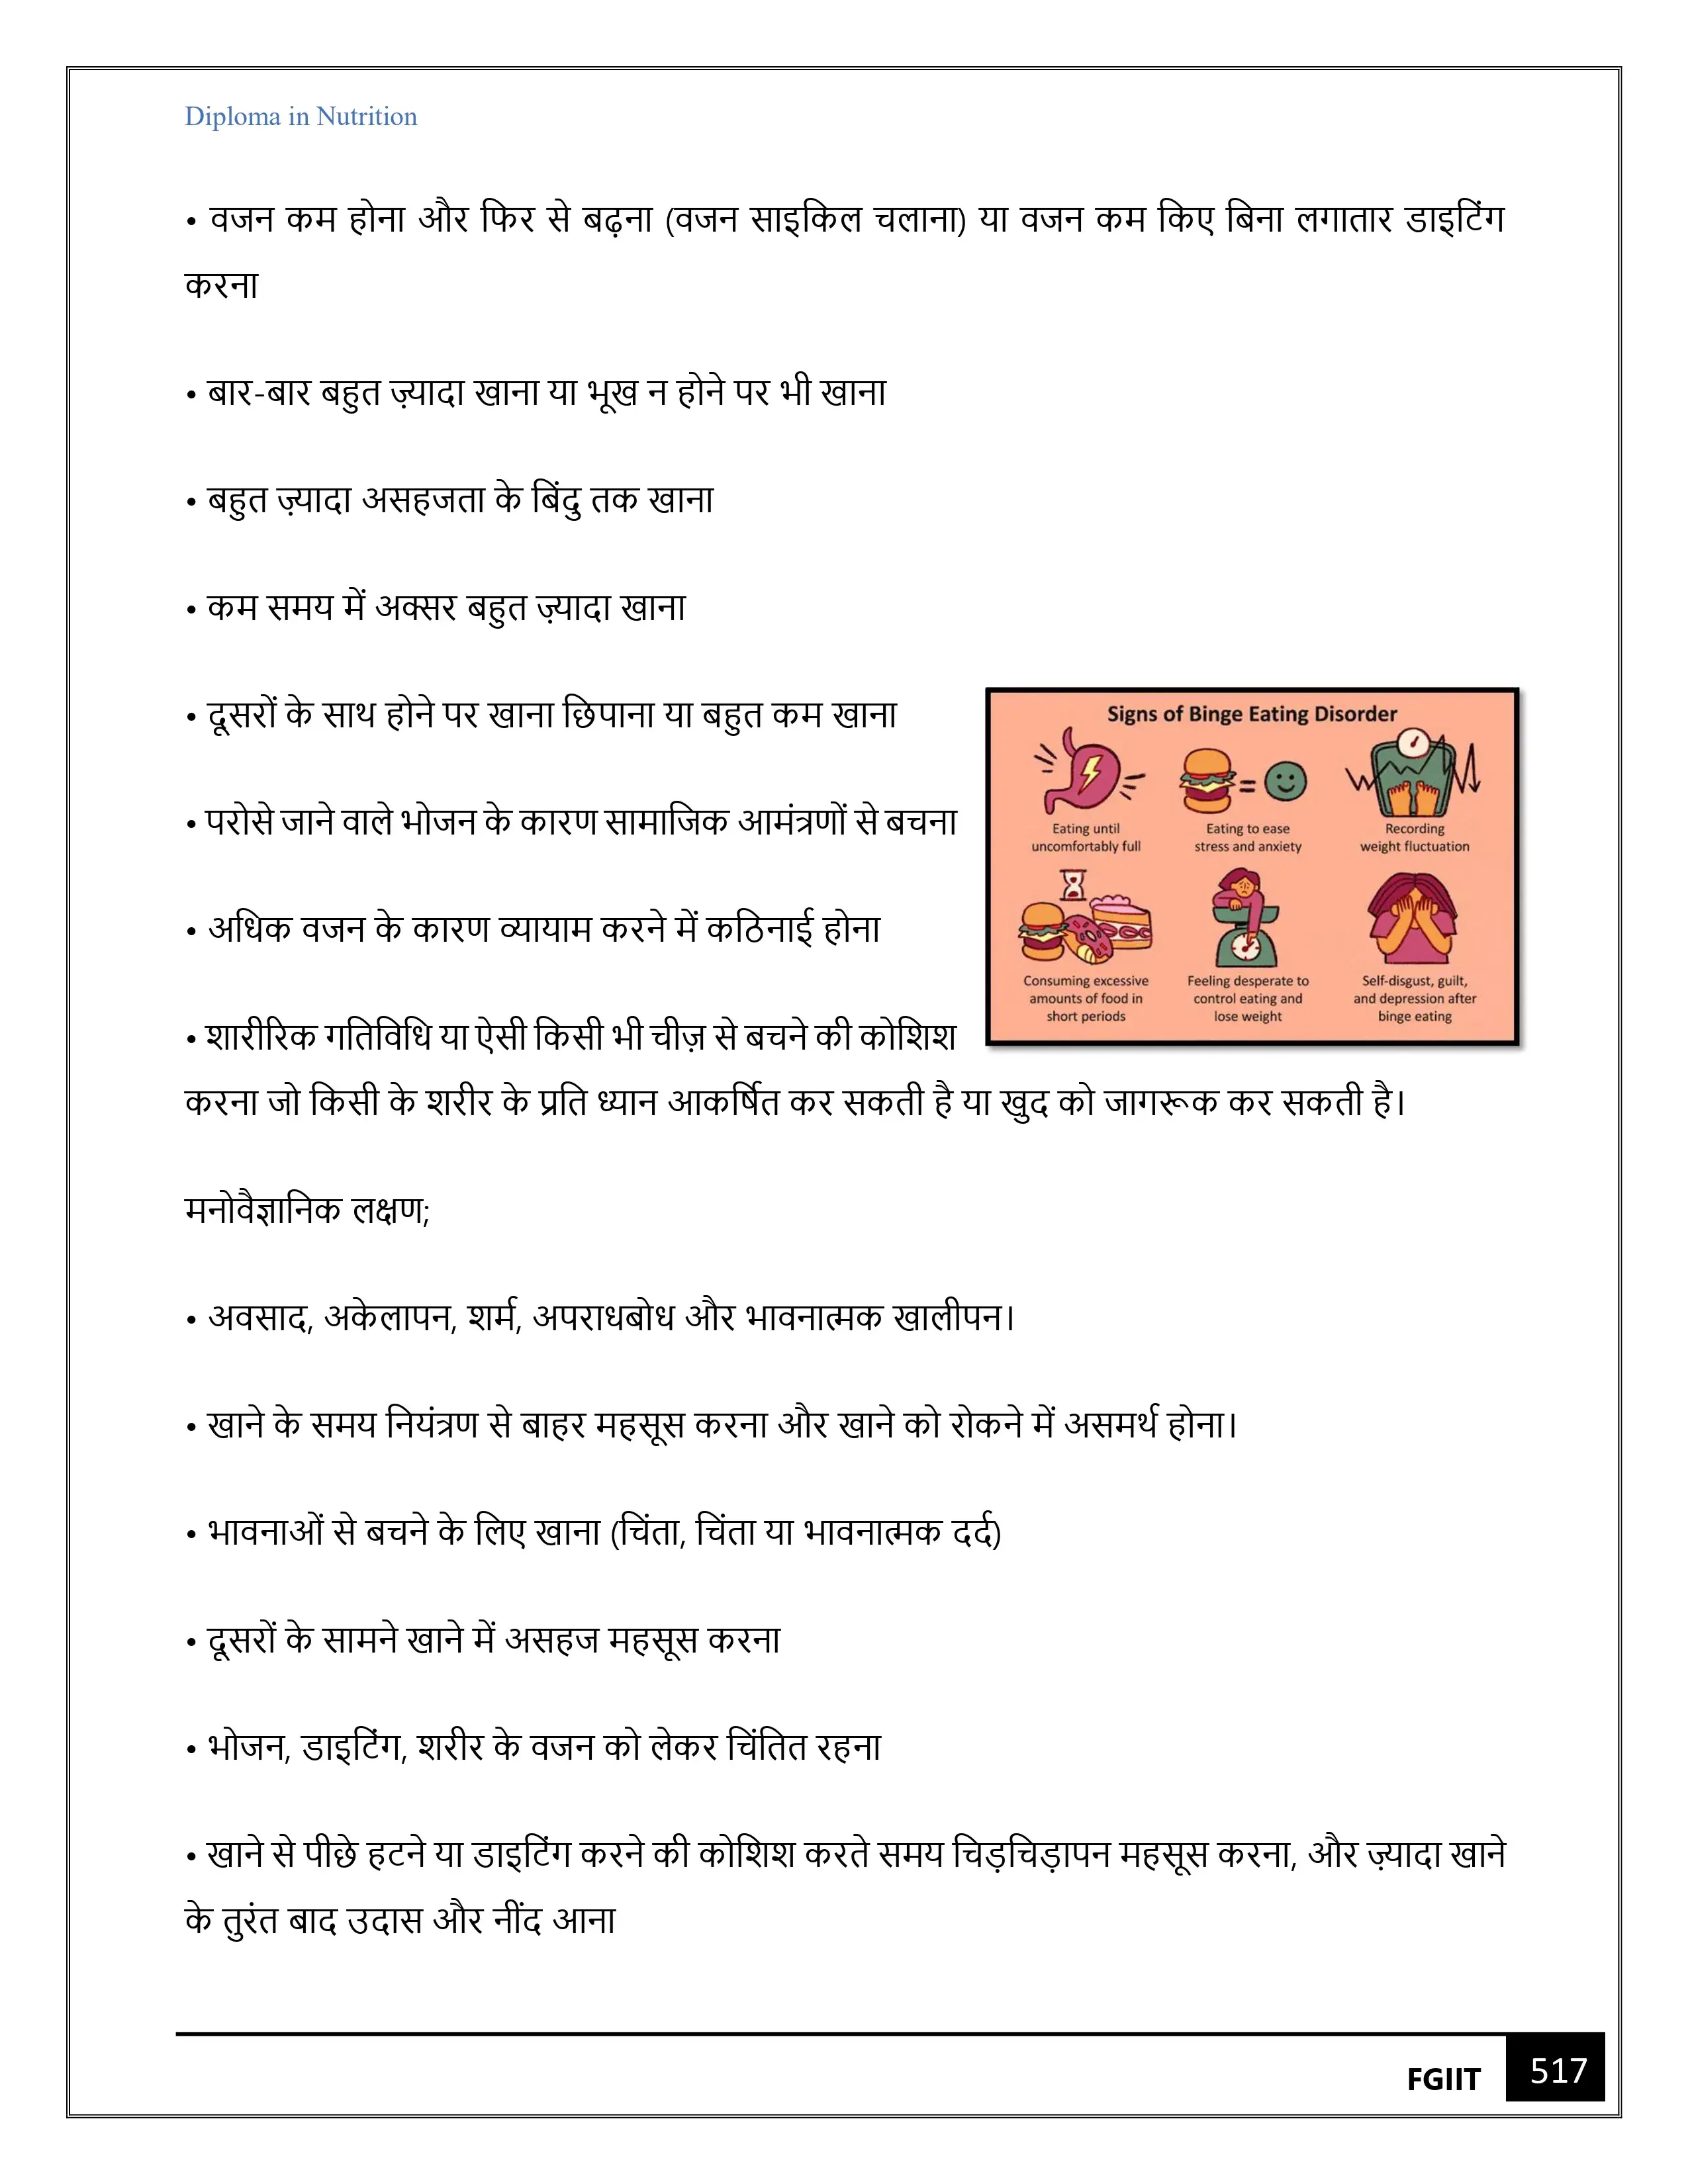 Diploma in Nutrition
• वजन कम होना और फिर से बढ़ना (वजन साइकिल चलाना) या वजन कम किए बिना लगातार डाइटिंग
करना
• बार-बार बहुत ज़्यादा खाना या भूख न होने पर भी खाना
• बहुत ज़्यादा असहजता के बिंदु तक खाना
• कम समय में अक्सर बहुत ज़्यादा खाना
• दूसरों के साथ होने पर खाना छिपाना या बहुत कम खाना
• परोसे जाने वाले भोजन के कारण सामाजिक आमंत्रणों से बचना
• अधिक वजन के कारण व्यायाम करने में कठिनाई होना
• शारीरिक गतिविधि या ऐसी किसी भी चीज़ से बचने की कोशिश
करना जो किसी के शरीर के प्रति ध्यान आकर्षित कर सकती है या खुद को जागरूक कर सकती है।
Signs of Binge Eating Disorder
Eating until
uncomfortably full
Eating to ease
stress and anxiety
Recording
weight fluctuation
Consuming excessive
amounts of food in
short periods
Feeling desperate to
control eating and
lose weight
Self-disgust, guilt,
and depression after
binge eating
मनोवैज्ञानिक लक्षण;
• अवसाद, अकेलापन, शर्म, अपराधबोध और भावनात्मक खालीपन।
• खाने के समय नियंत्रण से बाहर महसूस करना और खाने को रोकने में असमर्थ होना।
• भावनाओं से बचने के लिए खाना (चिंता, चिंता या भावनात्मक दर्द)
• दूसरों के सामने खाने में असहज महसूस करना
• भोजन, डाइटिंग, शरीर के वजन को लेकर चिंतित रहना
• खाने से पीछे हटने या डाइटिंग करने की कोशिश करते समय चिड़चिड़ापन महसूस करना, और ज़्यादा खाने
के तुरंत बाद उदास और नींद आना
FGIIT 517